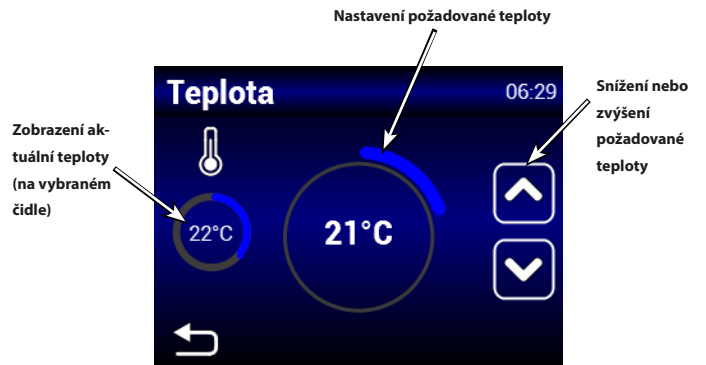 Nastavení požadované teploty
Teplota
06:29
Snížení nebo
zvýšení
požadované
teploty
Zobrazení ak-
tuální teploty
(na vybraném
čidle)
22°C
21°C